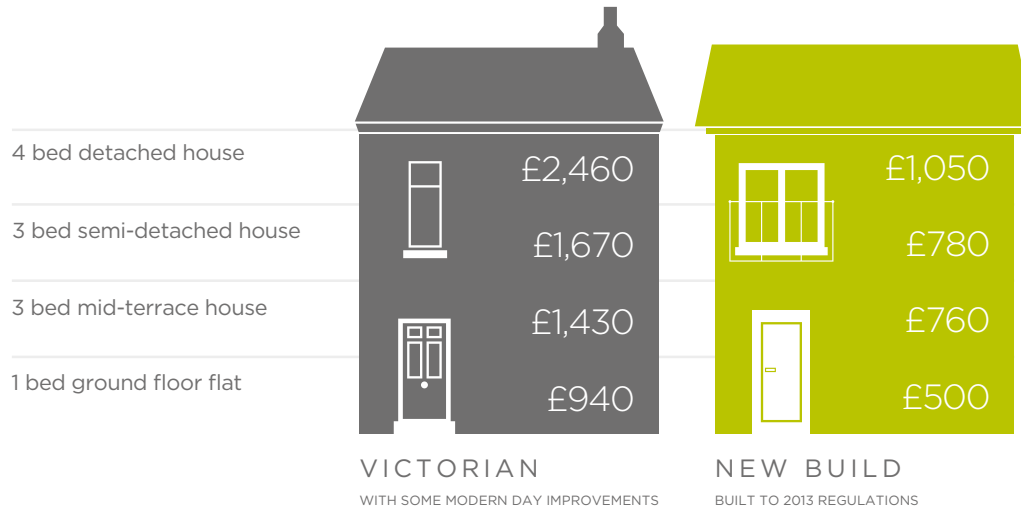 4 bed detached house £2,460 £1,050
3 bed semi-detached house £1,670 £780
3 bed mid-terrace house £1,430 £760
1 bed ground floor flat £940 £500
VICTORIAN NEW BUILD
WITH SOME MODERN DAY IMPROVEMENTS BUILT TO 2013 REGULATIONS